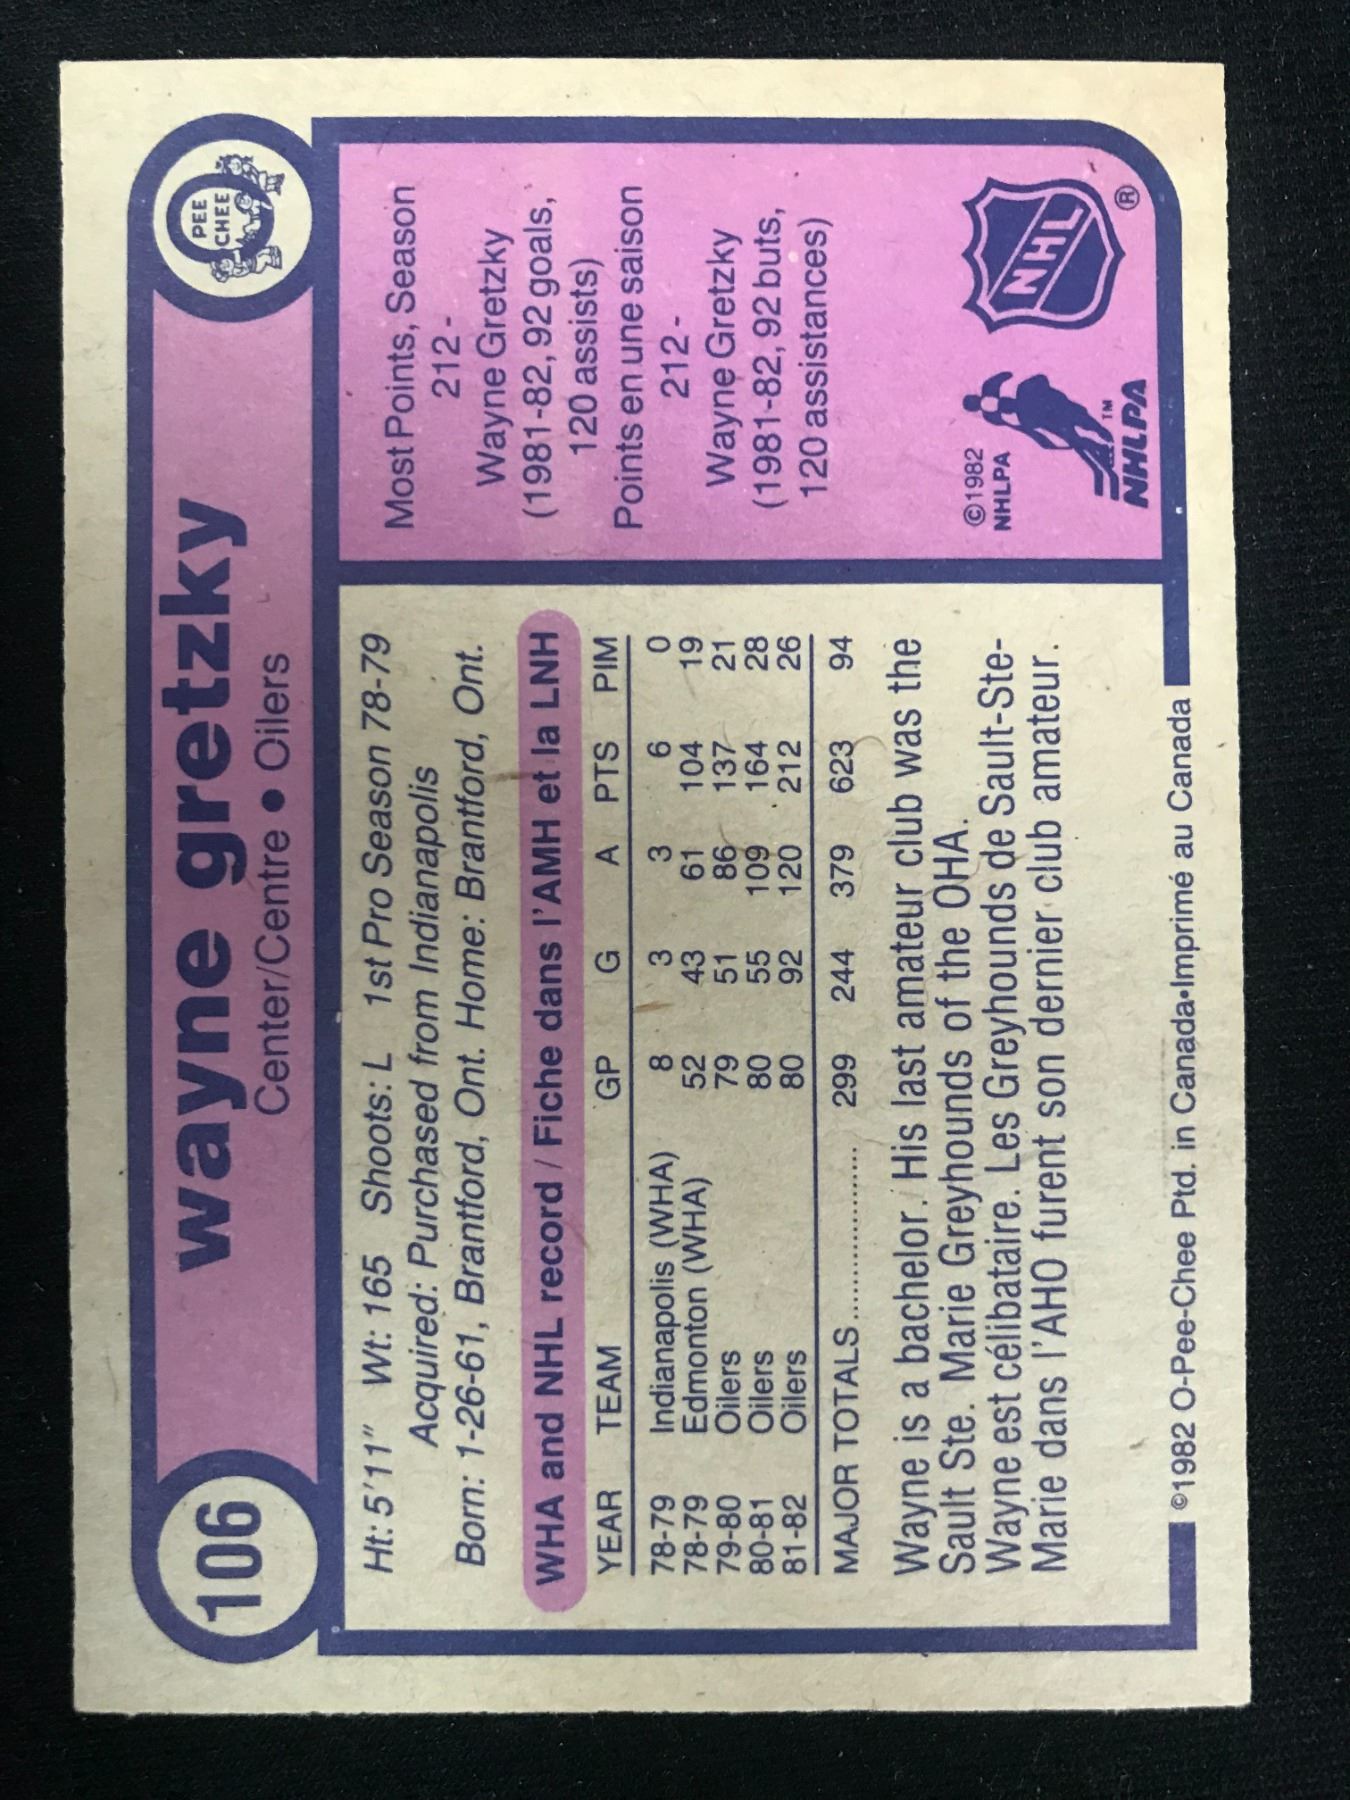 106
wayne gretzky
Center/Centre • Oilers
PEE
CHEE
Ht: 5'11" Wt: 165 Shoots: L 1st Pro Season 78-79
Acquired: Purchased from Indianapolis
Born: 1-26-61, Brantford, Ont. Home: Brantford, Ont.
WHA and NHL record / Fiche dans l'AMH et la LNH
YEAR TEAM GP G A PTS PIM
78-79 Indianapolis (WHA) 8 3 3 6 0
78-79 Edmonton (WHA) 52 43 61 104 19
79-80 Oilers 79 51 86 137 21
80-81 Oilers 80 55 109 164 28
81-82 Oilers 80 92 120 212 26
MAJOR TOTALS.................. 299 244 379 623 94
Wayne is a bachelor. His last amateur club was the
Sault Ste. Marie Greyhounds of the OHA.
Wayne est célibataire. Les Greyhounds de Sault-Ste-
Marie dans l'AHO furent son dernier club amateur.
Most Points, Season
212 -
Wayne Gretzky
(1981-82, 92 goals,
120 assists)
Points en une saison
212 -
Wayne Gretzky
(1981-82, 92 buts,
120 assistances)
©1982
NHLPA
TM
NHLPA
NHL
®
©1982 O-Pee-Chee Ptd. in Canada•Imprimé au Canada